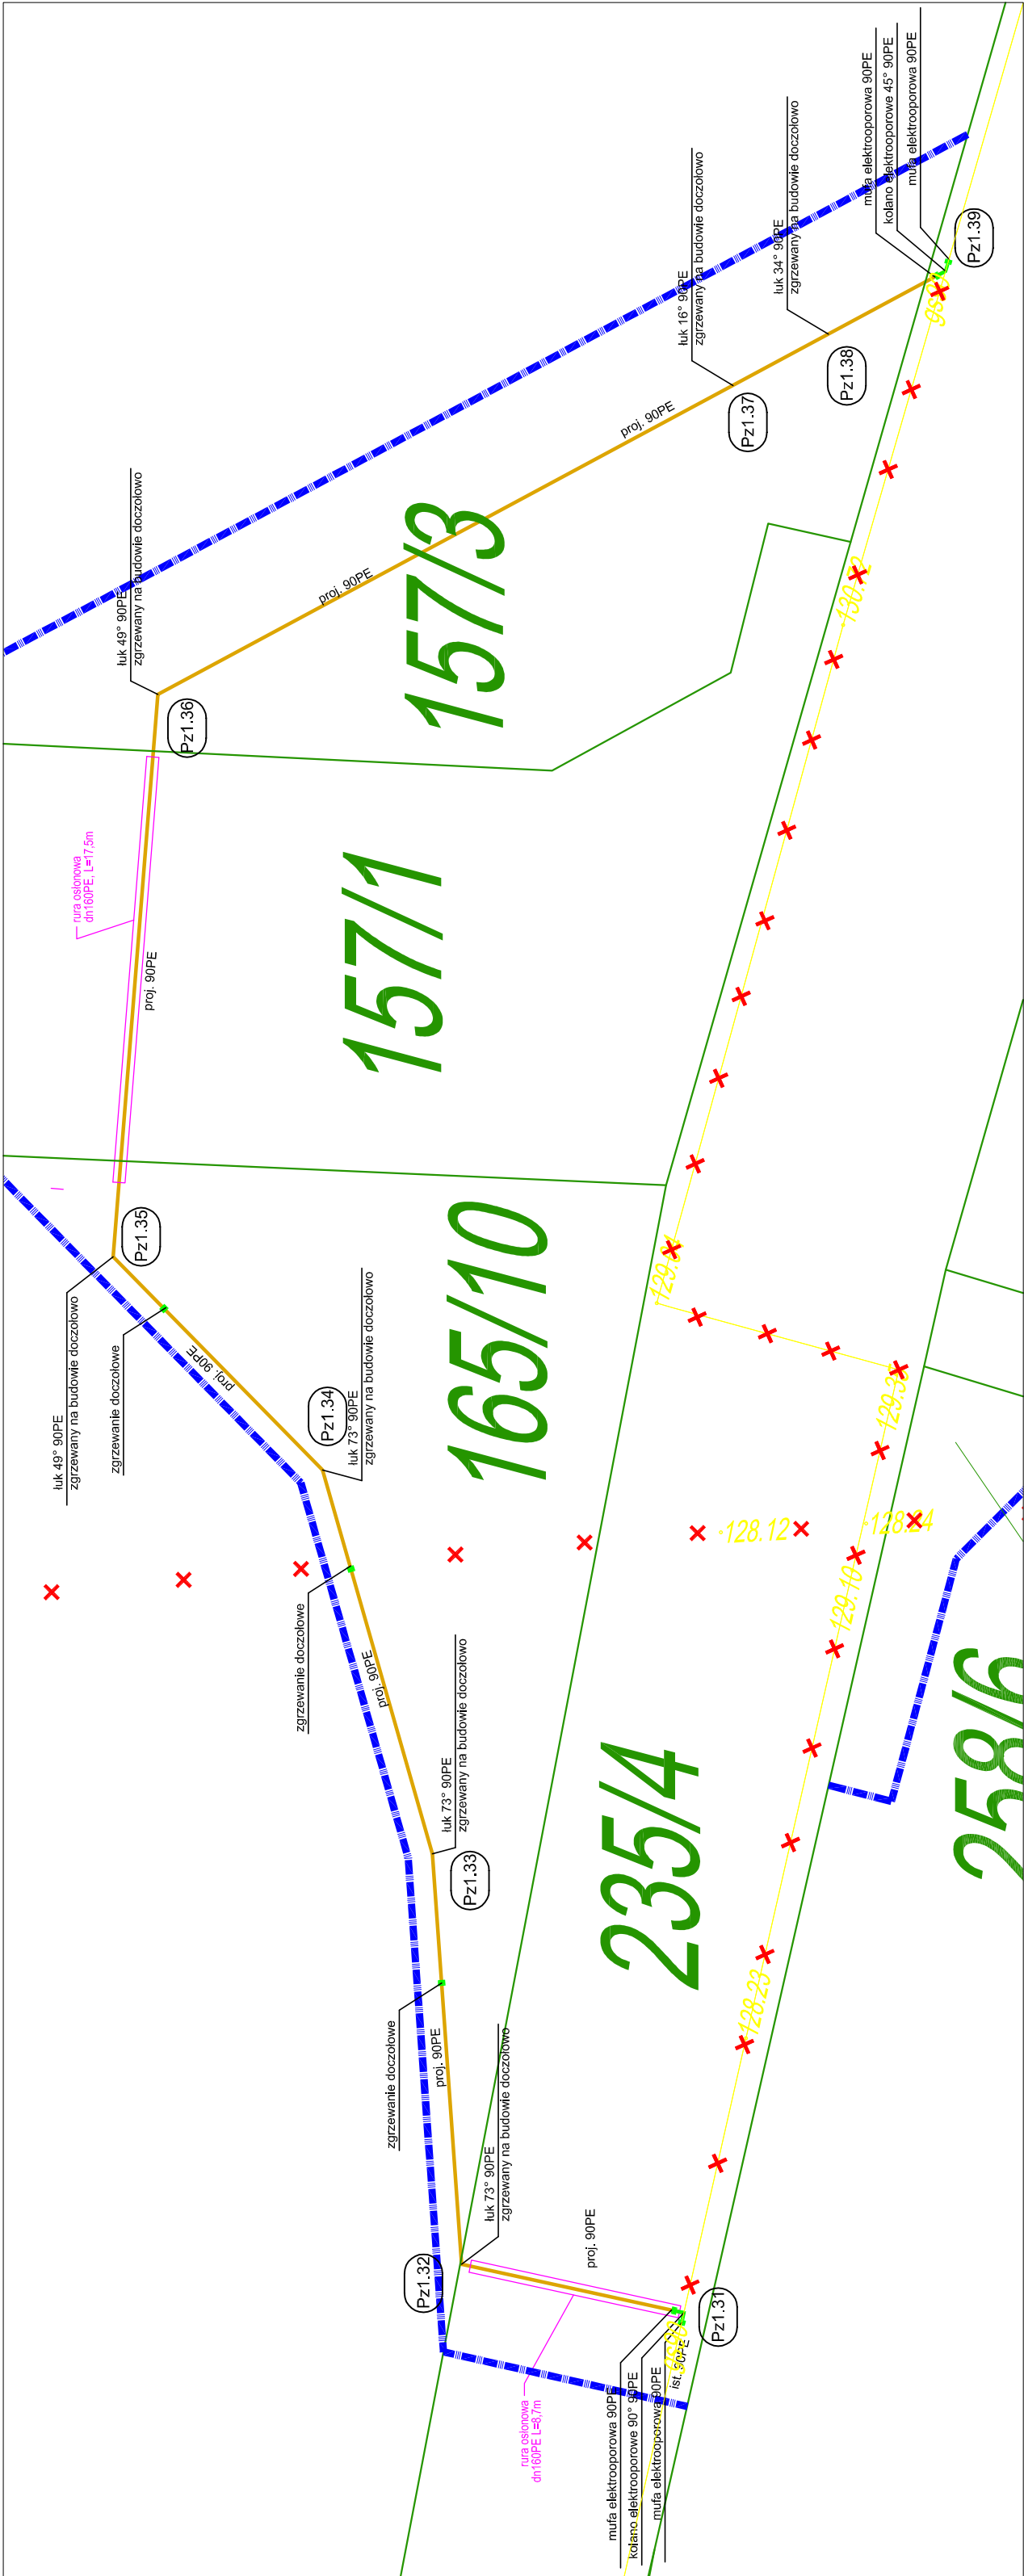 mufa elektrooporowa 90PE
kolano elektrooporowe 45° 90PE
mufa elektrooporowa 90PE
łuk 34° 90PE
zgrzewany na budowie doczołowo
łuk 16° 90PE
zgrzewany na budowie doczołowo
Pz1.39
Pz1.38
Pz1.37
proj. 90PE
łuk 49° 90PE
zgrzewany na budowie doczołowo
proj. 90PE
157/3
Pz1.36
130.72
rura osłonowa
dn160PE, L=17,5m
proj. 90PE
157/1
Pz1.35
165/10
łuk 49° 90PE
zgrzewany na budowie doczołowo
zgrzewanie doczołowe
proj. 90PE
Pz1.34
łuk 73° 90PE
zgrzewany na budowie doczołowo
128.12
128.24
129.10
zgrzewanie doczołowe
proj. 90PE
łuk 73° 90PE
zgrzewany na budowie doczołowo
Pz1.33
235/4
258/6
128.23
zgrzewanie doczołowe
proj. 90PE
łuk 73° 90PE
zgrzewany na budowie doczołowo
Pz1.32
proj. 90PE
Pz1.31
ist. 90PE
rura osłonowa
dn160PE L=8,7m
mufa elektrooporowa 90PE
kolano elektrooporowe 90° 90PE
mufa elektrooporowa 90PE